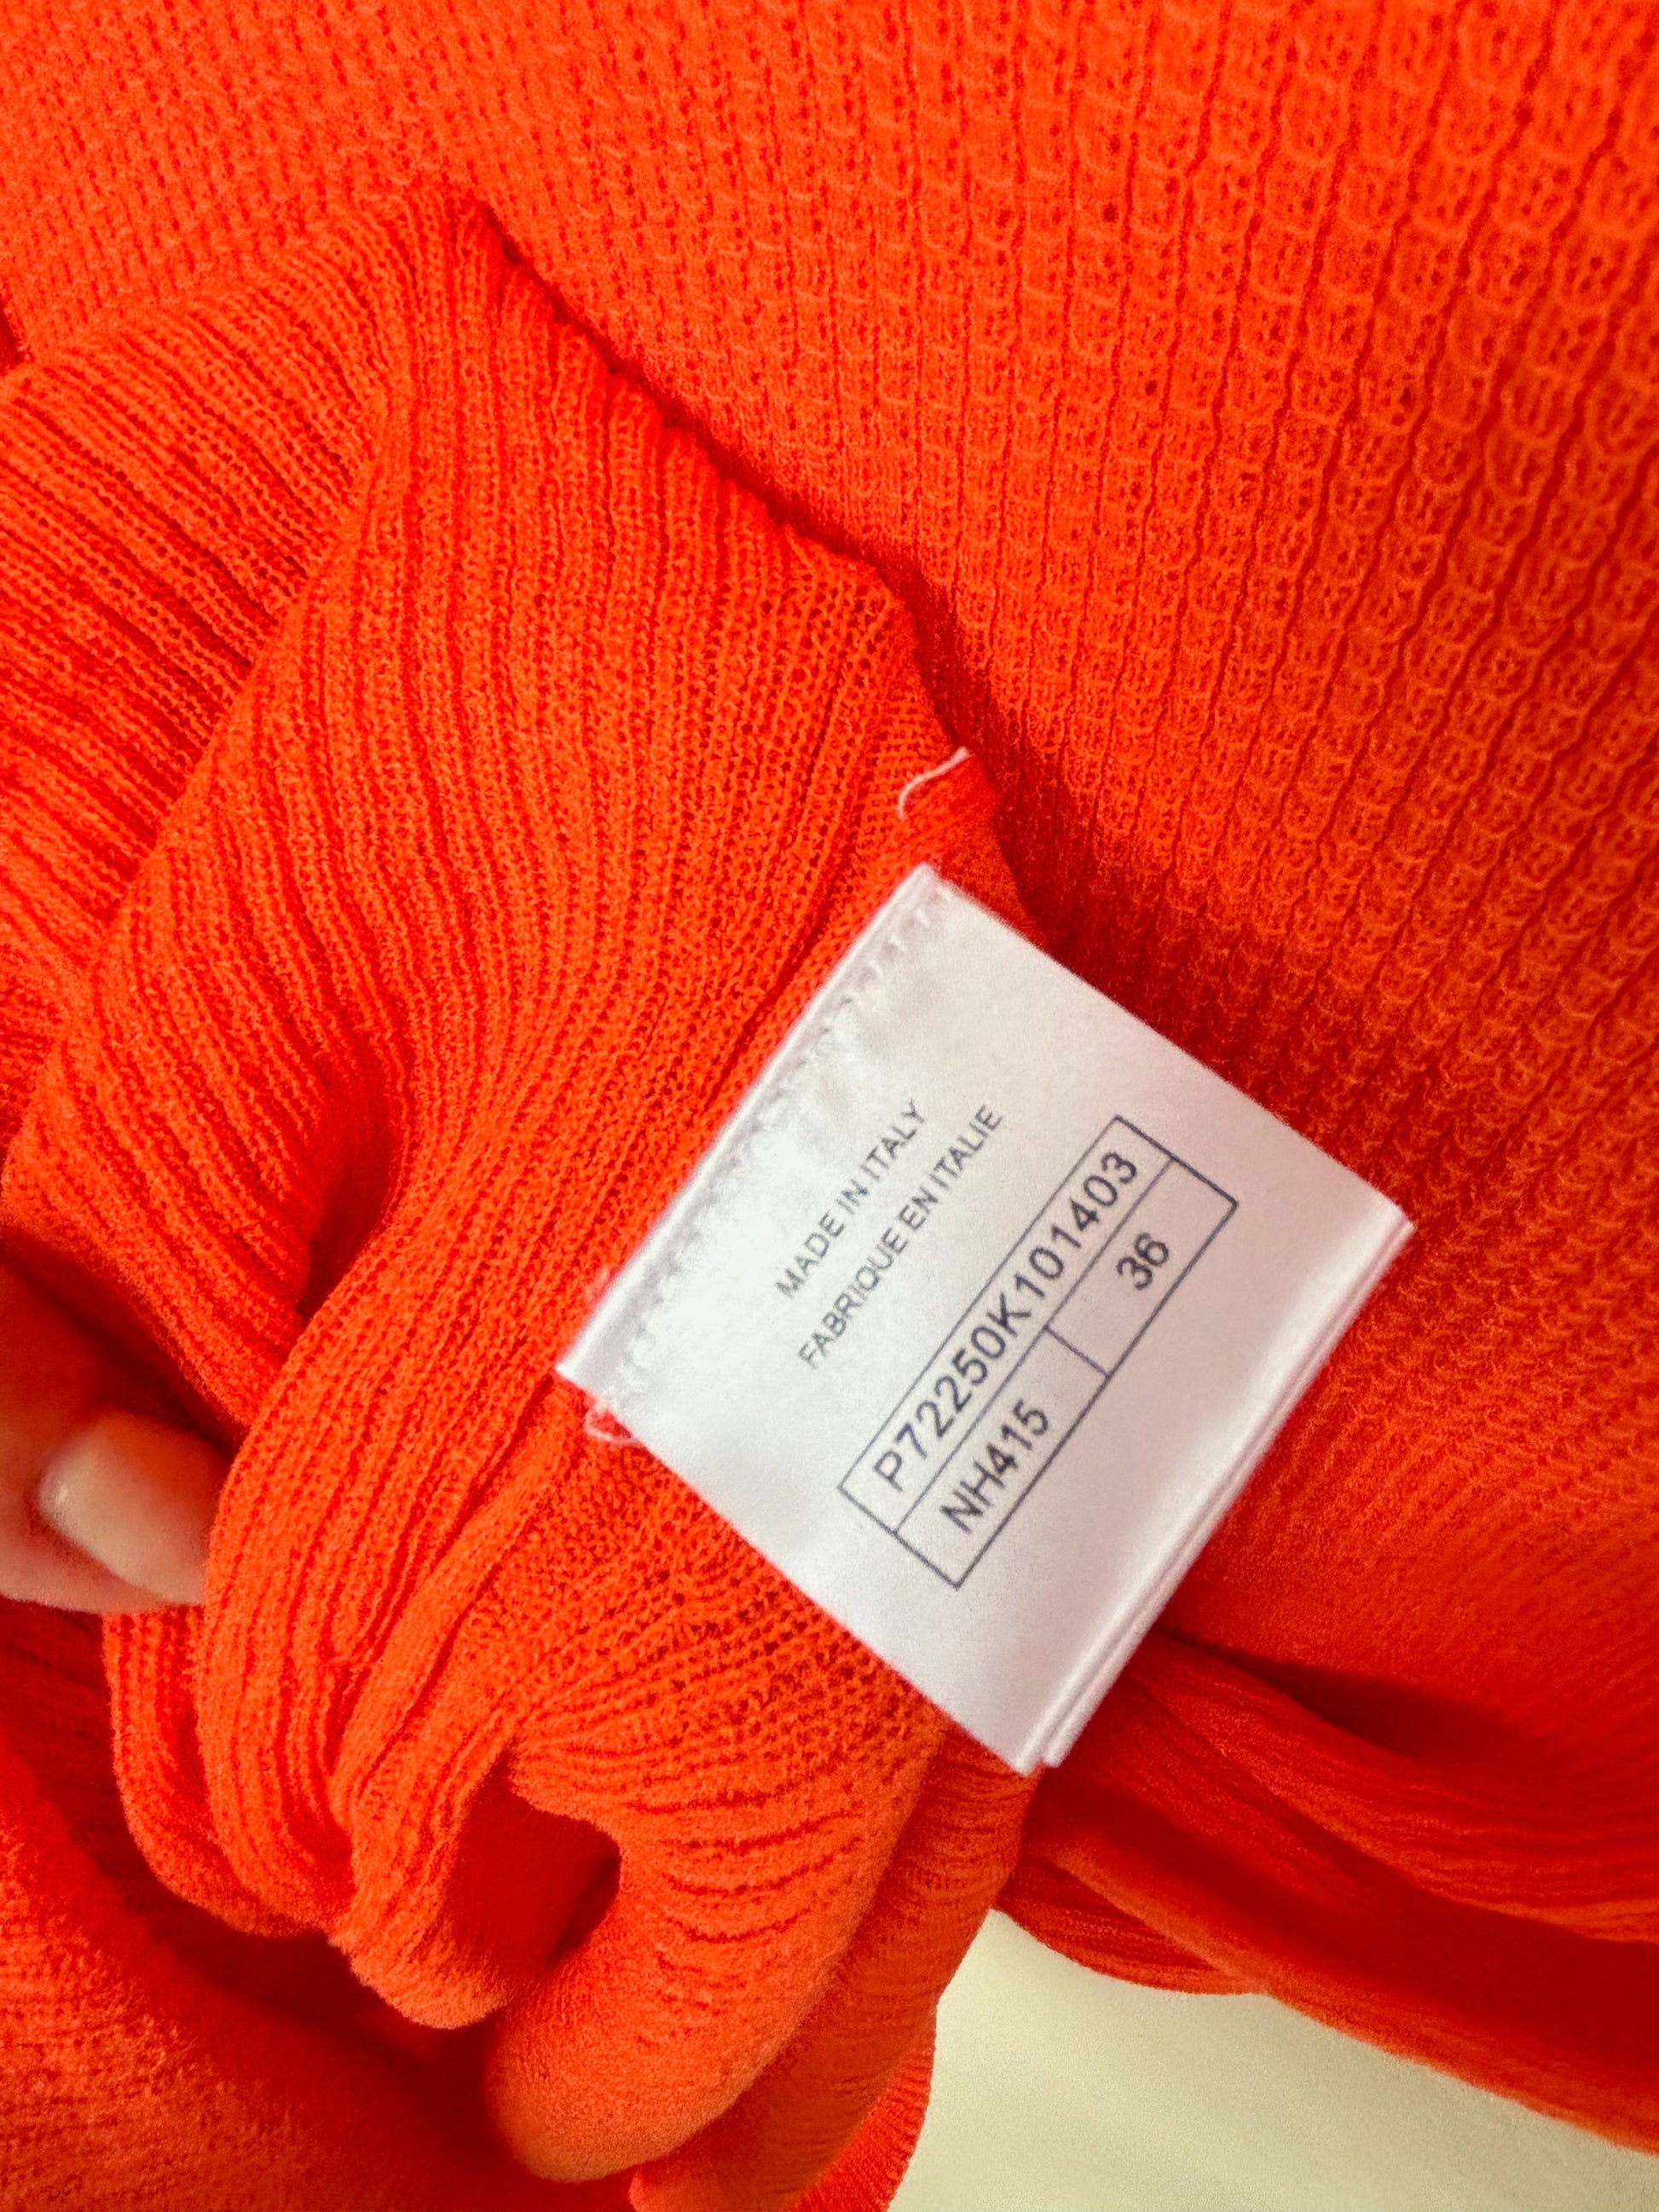 MADE IN ITALY
FABRIQUE EN ITALIE
P72250K101403
NH415 36